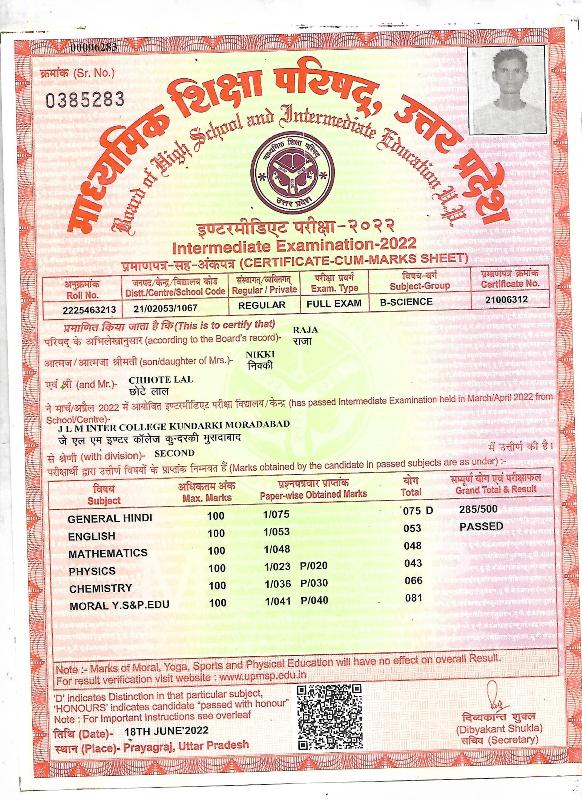 00006283
क्रमांक (Sr. No.)
0385283
माध्यमिक शिक्षा परिषद्, उत्तर प्रदेश
Board of High School and Intermediate Education U.P.
माध्यमिक शिक्षा परिषद
उत्तर प्रदेश
इण्टरमीडिएट परीक्षा-२०२२
Intermediate Examination-2022
प्रमाणपत्र-सह-अंकपत्र (CERTIFICATE-CUM-MARKS SHEET)
अनुक्रमांक जनपद/केन्द्र/विद्यालय कोड संस्थागत/व्यक्तिगत परीक्षा प्रवर्ग विषय-वर्ग प्रमाणपत्र क्रमांक
Roll No. Distt./Centre/School Code Regular / Private Exam. Type Subject-Group Certificate No.
2225463213 21/02053/1067 REGULAR FULL EXAM B-SCIENCE 21006312
प्रमाणित किया जाता है कि(This is to certify that) RAJA
परिषद् के अभिलेखानुसार (according to the Board's record)- राजा
आत्मज/आत्मजा श्रीमती (son/daughter of Mrs.)- NIKKI
निक्की
एवं श्री (and Mr.)- CHHOTE LAL
छोटे लाल
ने मार्च/अप्रैल 2022 में आयोजित इण्टरमीडिएट परीक्षा विद्यालय/केन्द्र (has passed Intermediate Examination held in March/April 2022 from
School/Centre)-
J L M INTER COLLEGE KUNDARKI MORADABAD
जे एल एम इण्टर कॉलेज कुन्दरकी मुरादाबाद
में उत्तीर्ण की है।
से श्रेणी (with division)- SECOND
परीक्षार्थी द्वारा उत्तीर्ण विषयों के प्राप्तांक निम्नवत हैं (Marks obtained by the candidate in passed subjects as under) :-
विषय अधिकतम अंक प्रश्नपत्रवार प्राप्तांक योग सम्पूर्ण योग एवं परीक्षाफल
Subject Max. Marks Paper-wise Obtained Marks Total Grand Total & Result
GENERAL HINDI 100 1/075 075 D 285/500
ENGLISH 100 1/053 053 PASSED
MATHEMATICS 100 1/048 048
PHYSICS 100 1/023 P/020 043
CHEMISTRY 100 1/036 P/030 066
MORAL Y.S&P.EDU 100 1/041 P/040 081
Note :- Marks of Moral, Yoga, Sports and Physical Education will have no effect on overall Result.
For result verification visit website : www.upmsp.edu.in
'D' indicates Distinction in that particular subject,
'HONOURS' indicates candidate "passed with honour"
Note : For Important Instructions see overleaf
तिथि (Date)- 18TH JUNE'2022
स्थान (Place)- Prayagraj, Uttar Pradesh
दिव्यकान्त शुक्ल
(Dibyakant Shukla)
सचिव (Secretary)